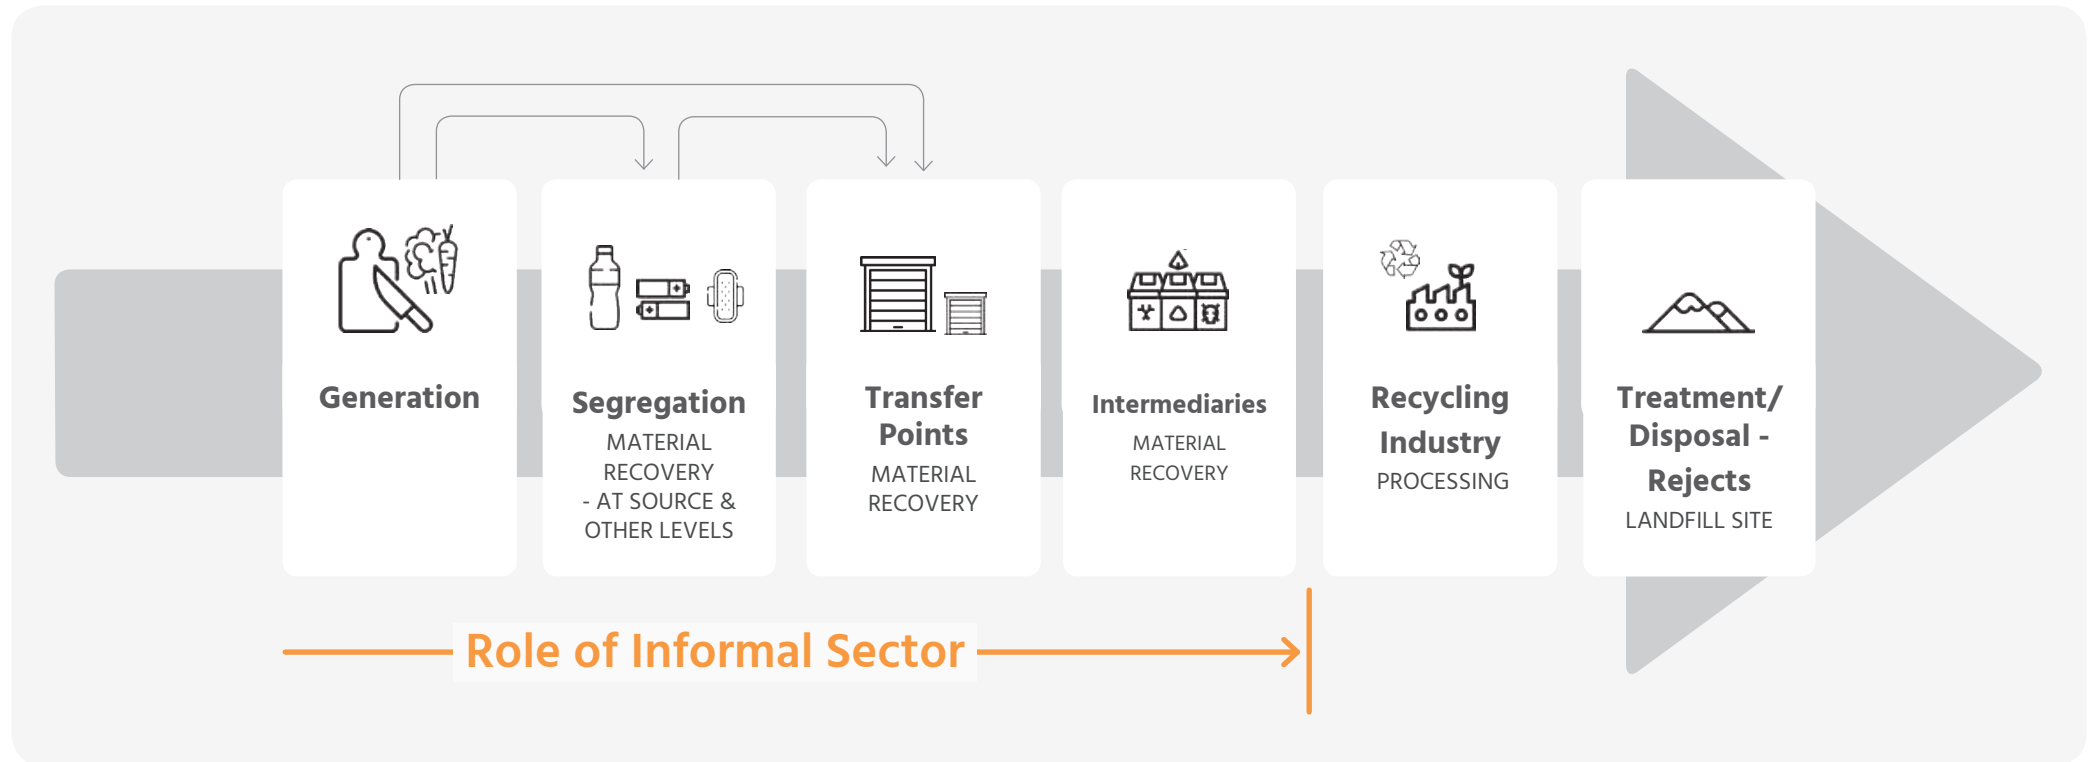 Generation
Segregation
MATERIAL
RECOVERY
- AT SOURCE &
OTHER LEVELS
Transfer
Points
MATERIAL
RECOVERY
Intermediaries
MATERIAL
RECOVERY
Recycling
Industry
PROCESSING
Treatment/
Disposal -
Rejects
LANDFILL SITE
Role of Informal Sector